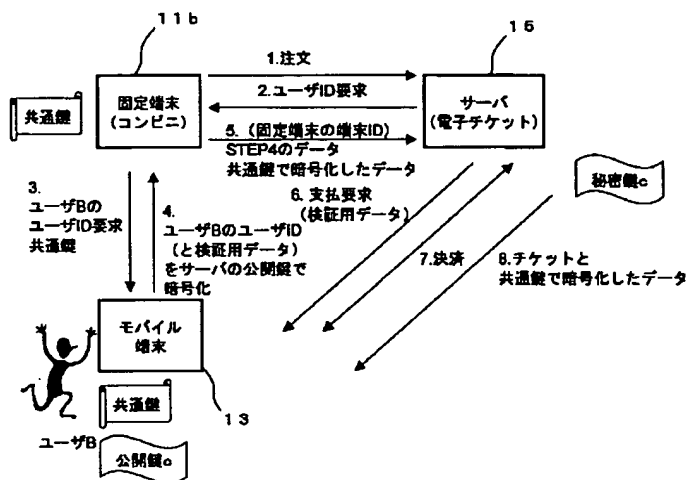 11b
15
1.注文
2.ユーザID要求
共通鍵
固定端末
（コンビニ）
サーバ
（電子チケット）
5.（固定端末の端末ID）
STEP4のデータ
共通鍵で暗号化したデータ
秘密鍵c
3.
ユーザBの
ユーザID要求
共通鍵
4.
ユーザBのユーザID
（と検証用データ）
をサーバの公開鍵で
暗号化
6.支払要求
（検証用データ）
7.決済
8.チケットと
共通鍵で暗号化したデータ
モバイル
端末
13
共通鍵
ユーザB
公開鍵c